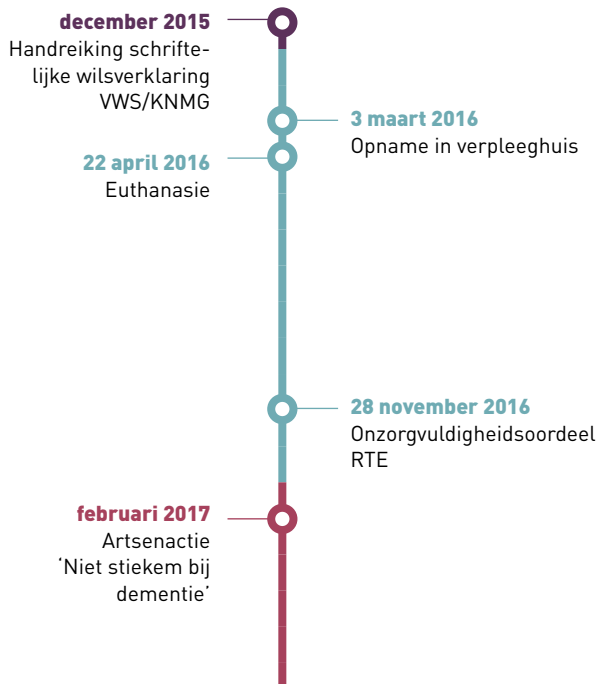 december 2015
Handreiking schrifte-
lijke wilsverklaring
VWS/KNMG
3 maart 2016
Opname in verpleeghuis
22 april 2016
Euthanasie
28 november 2016
Onzorgvuldigheidsoordeel
RTE
februari 2017
Artsenactie
‘Niet stiekem bij
dementie’